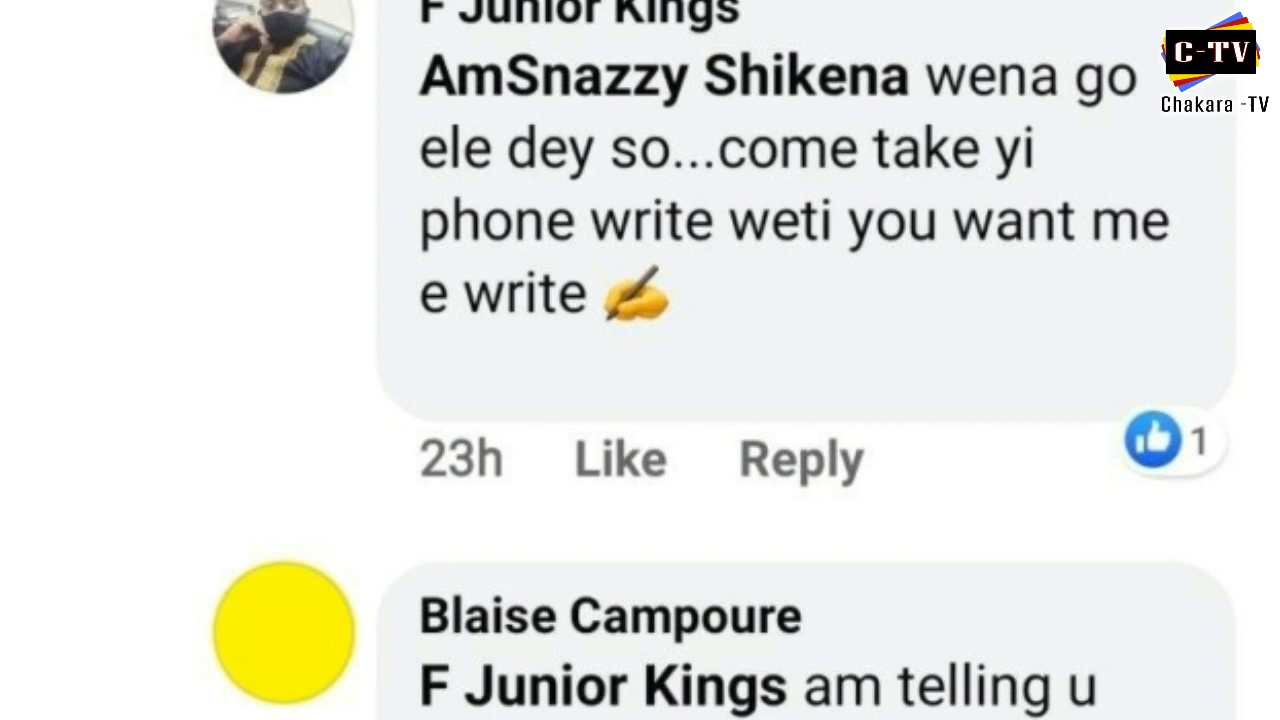 F Junior Kings
AmSnazzy Shikena wena go
ele dey so...come take yi
phone write weti you want me
e write ✍
23h Like Reply
1
Blaise Campoure
F Junior Kings am telling u
C-TV
Chakara -TV